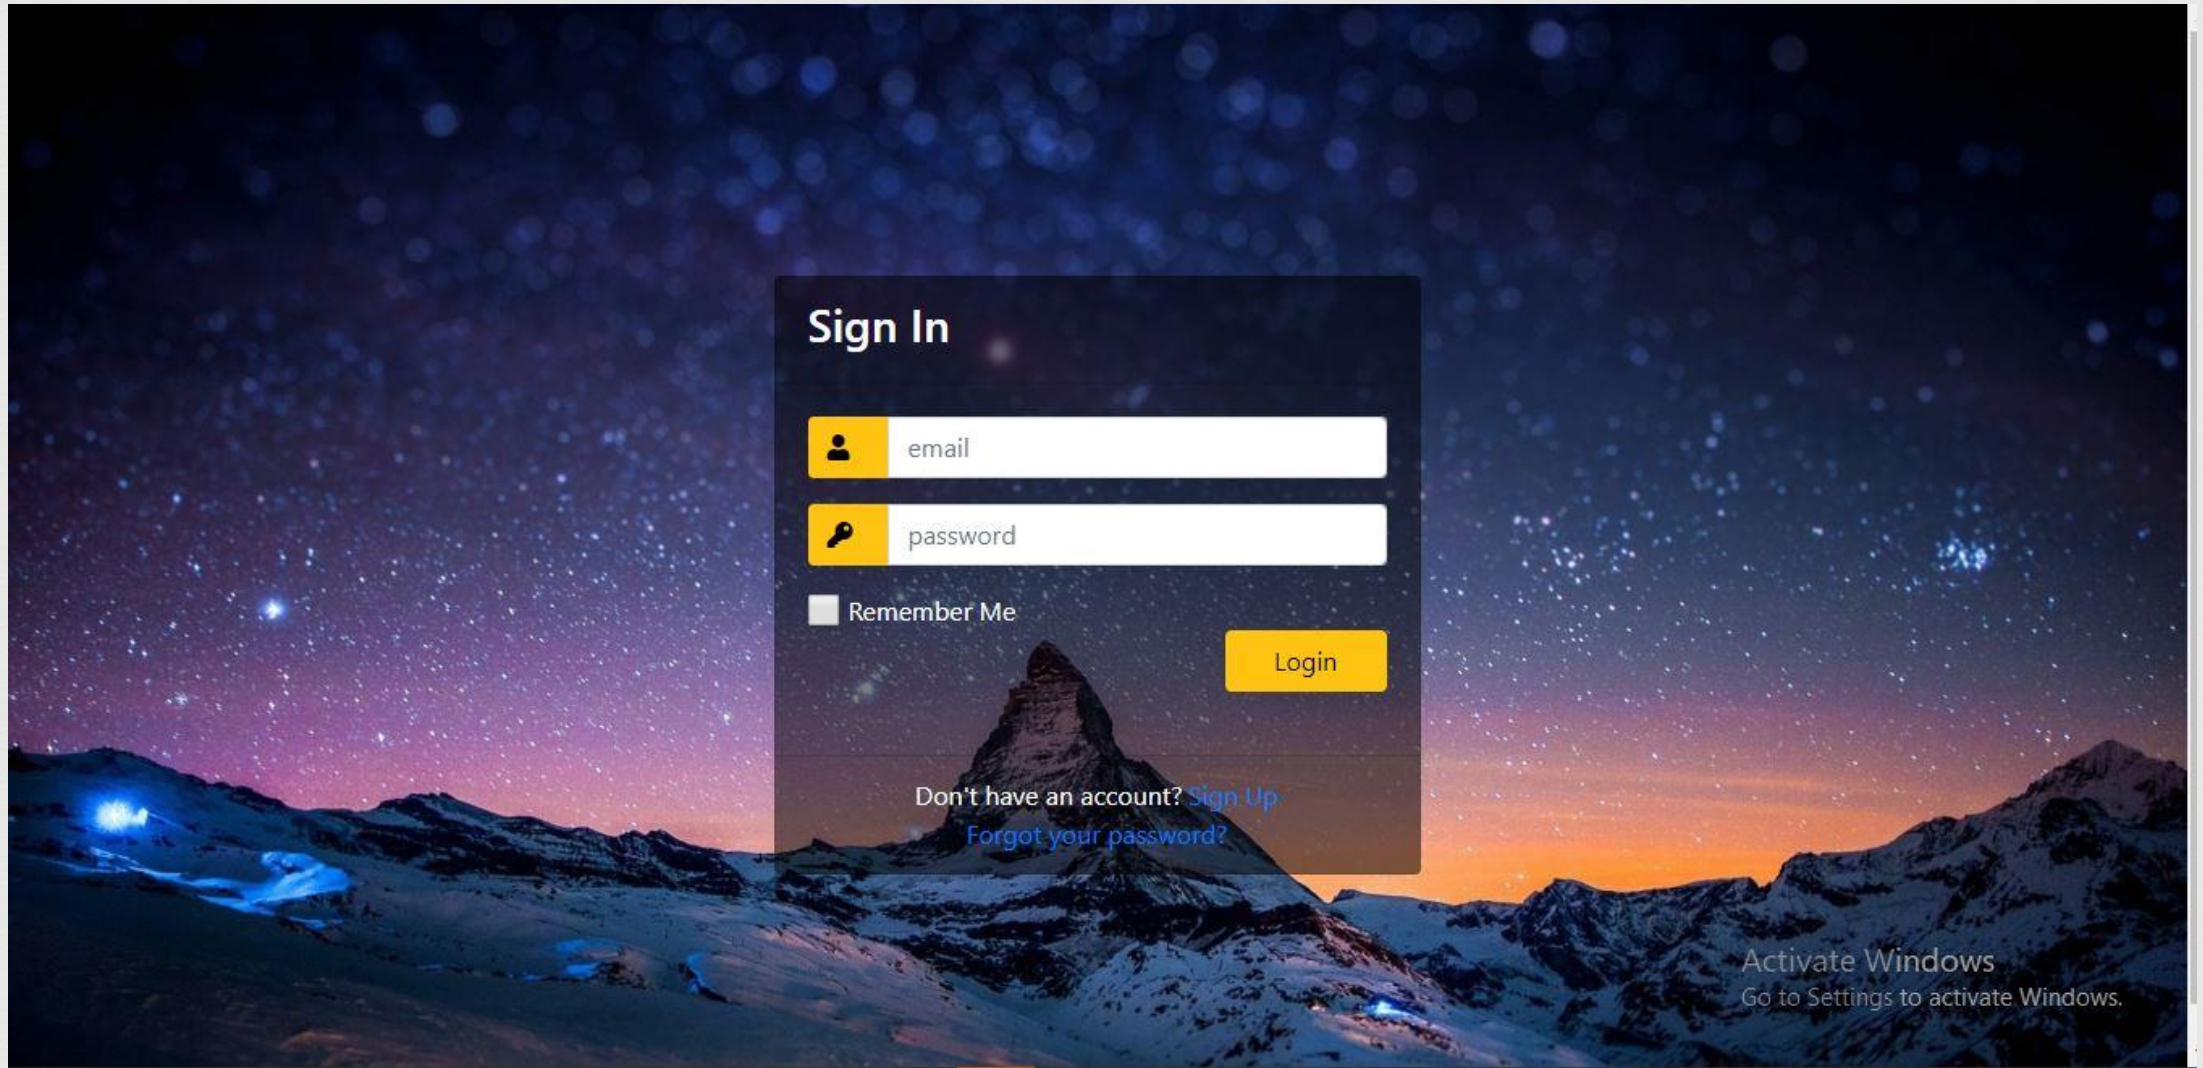 Sign In
email
password
Remember Me
Login
Don't have an account? Sign Up
Forgot your password?
Activate Windows
Go to Settings to activate Windows.